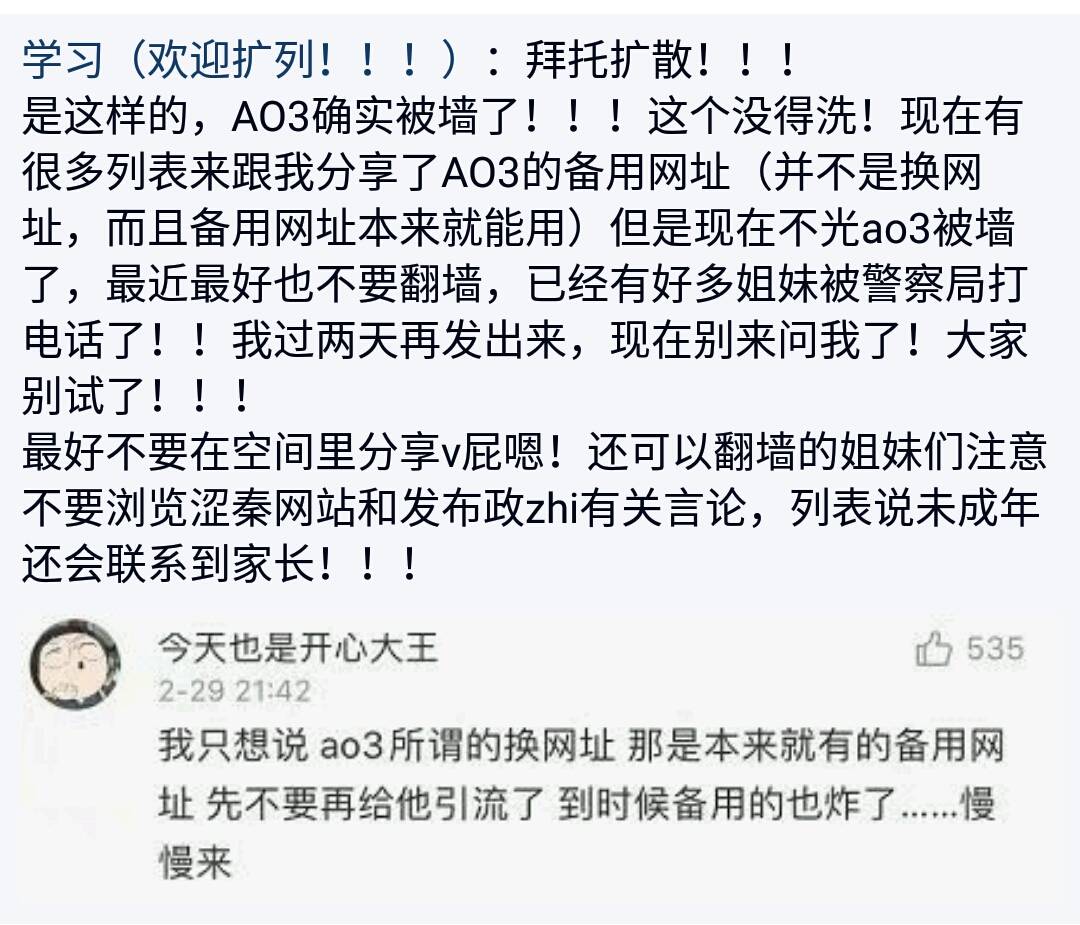 学习（欢迎扩列！！！）：拜托扩散！！！
是这样的，AO3确实被墙了！！！这个没得洗！现在有
很多列表来跟我分享了AO3的备用网址（并不是换网
址，而且备用网址本来就能用）但是现在不光ao3被墙
了，最近最好也不要翻墙，已经有好多姐妹被警察局打
电话了！！我过两天再发出来，现在别来问我了！大家
别试了！！！
最好不要在空间里分享v屁嗯！还可以翻墙的姐妹们注意
不要浏览涩秦网站和发布政zhi有关言论，列表说未成年
还会联系到家长！！！
今天也是开心大王
535
2-29 21:42
我只想说 ao3所谓的换网址 那是本来就有的备用网
址 先不要再给他引流了 到时候备用的也炸了......慢
慢来